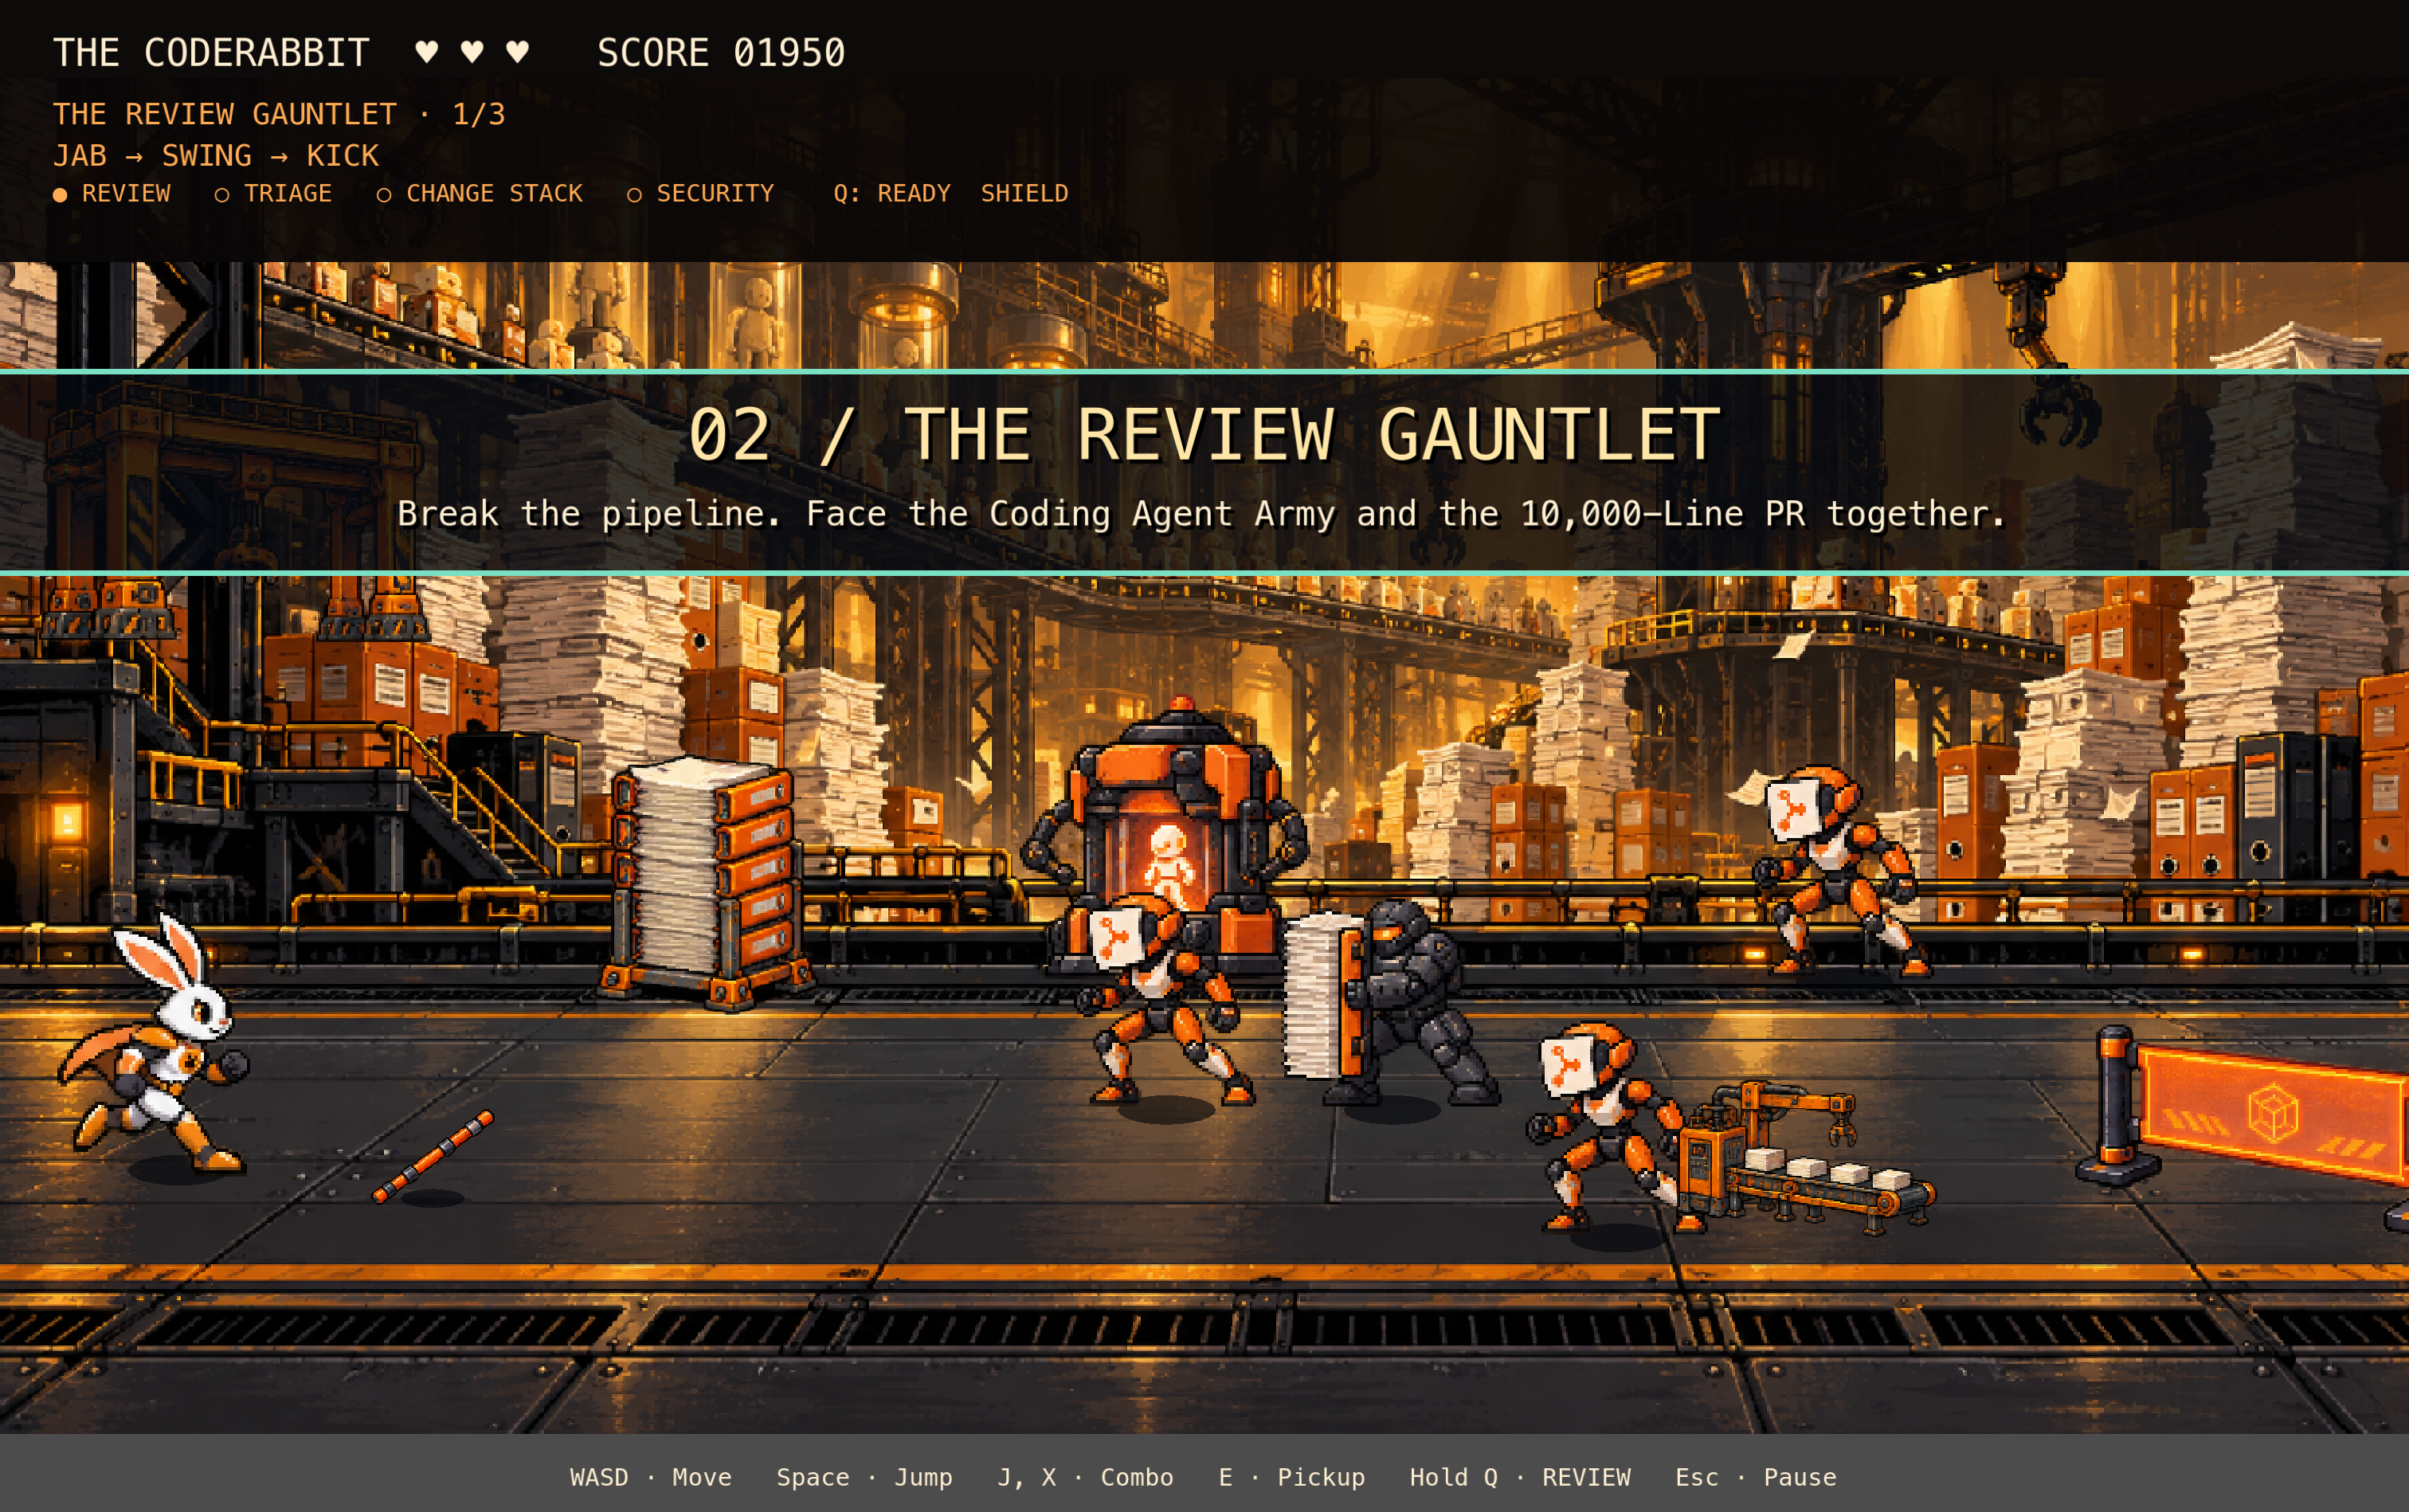 THE CODERABBIT ♥ ♥ ♥ SCORE 01950
THE REVIEW GAUNTLET · 1/3
JAB → SWING → KICK
● REVIEW ○ TRIAGE ○ CHANGE STACK ○ SECURITY Q: READY SHIELD
02 / THE REVIEW GAUNTLET
Break the pipeline. Face the Coding Agent Army and the 10,000–Line PR together.
WASD · Move Space · Jump J, X · Combo E · Pickup Hold Q · REVIEW Esc · Pause